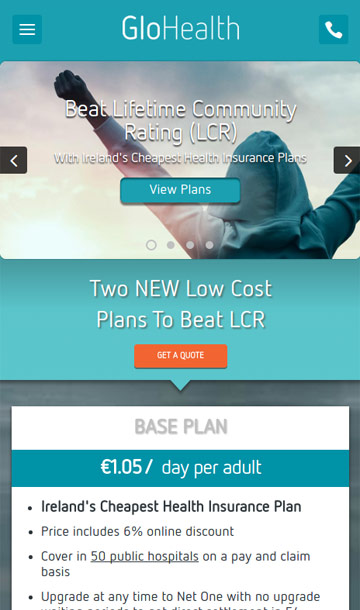 GloHealth
Beat Lifetime Community
Rating (LCR)
With Ireland's Cheapest Health Insurance Plans
View Plans
Two NEW Low Cost
Plans To Beat LCR
GET A QUOTE
BASE PLAN
€1.05 / day per adult
Ireland's Cheapest Health Insurance Plan
Price includes 6% online discount
Cover in 50 public hospitals on a pay and claim
basis
Upgrade at any time to Net One with no upgrade
waiting periods to get direct settlement in